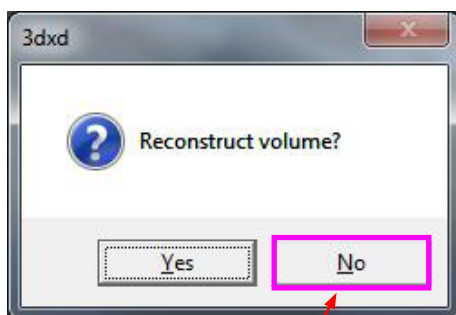 3dxd
Reconstruct volume?
Yes
No